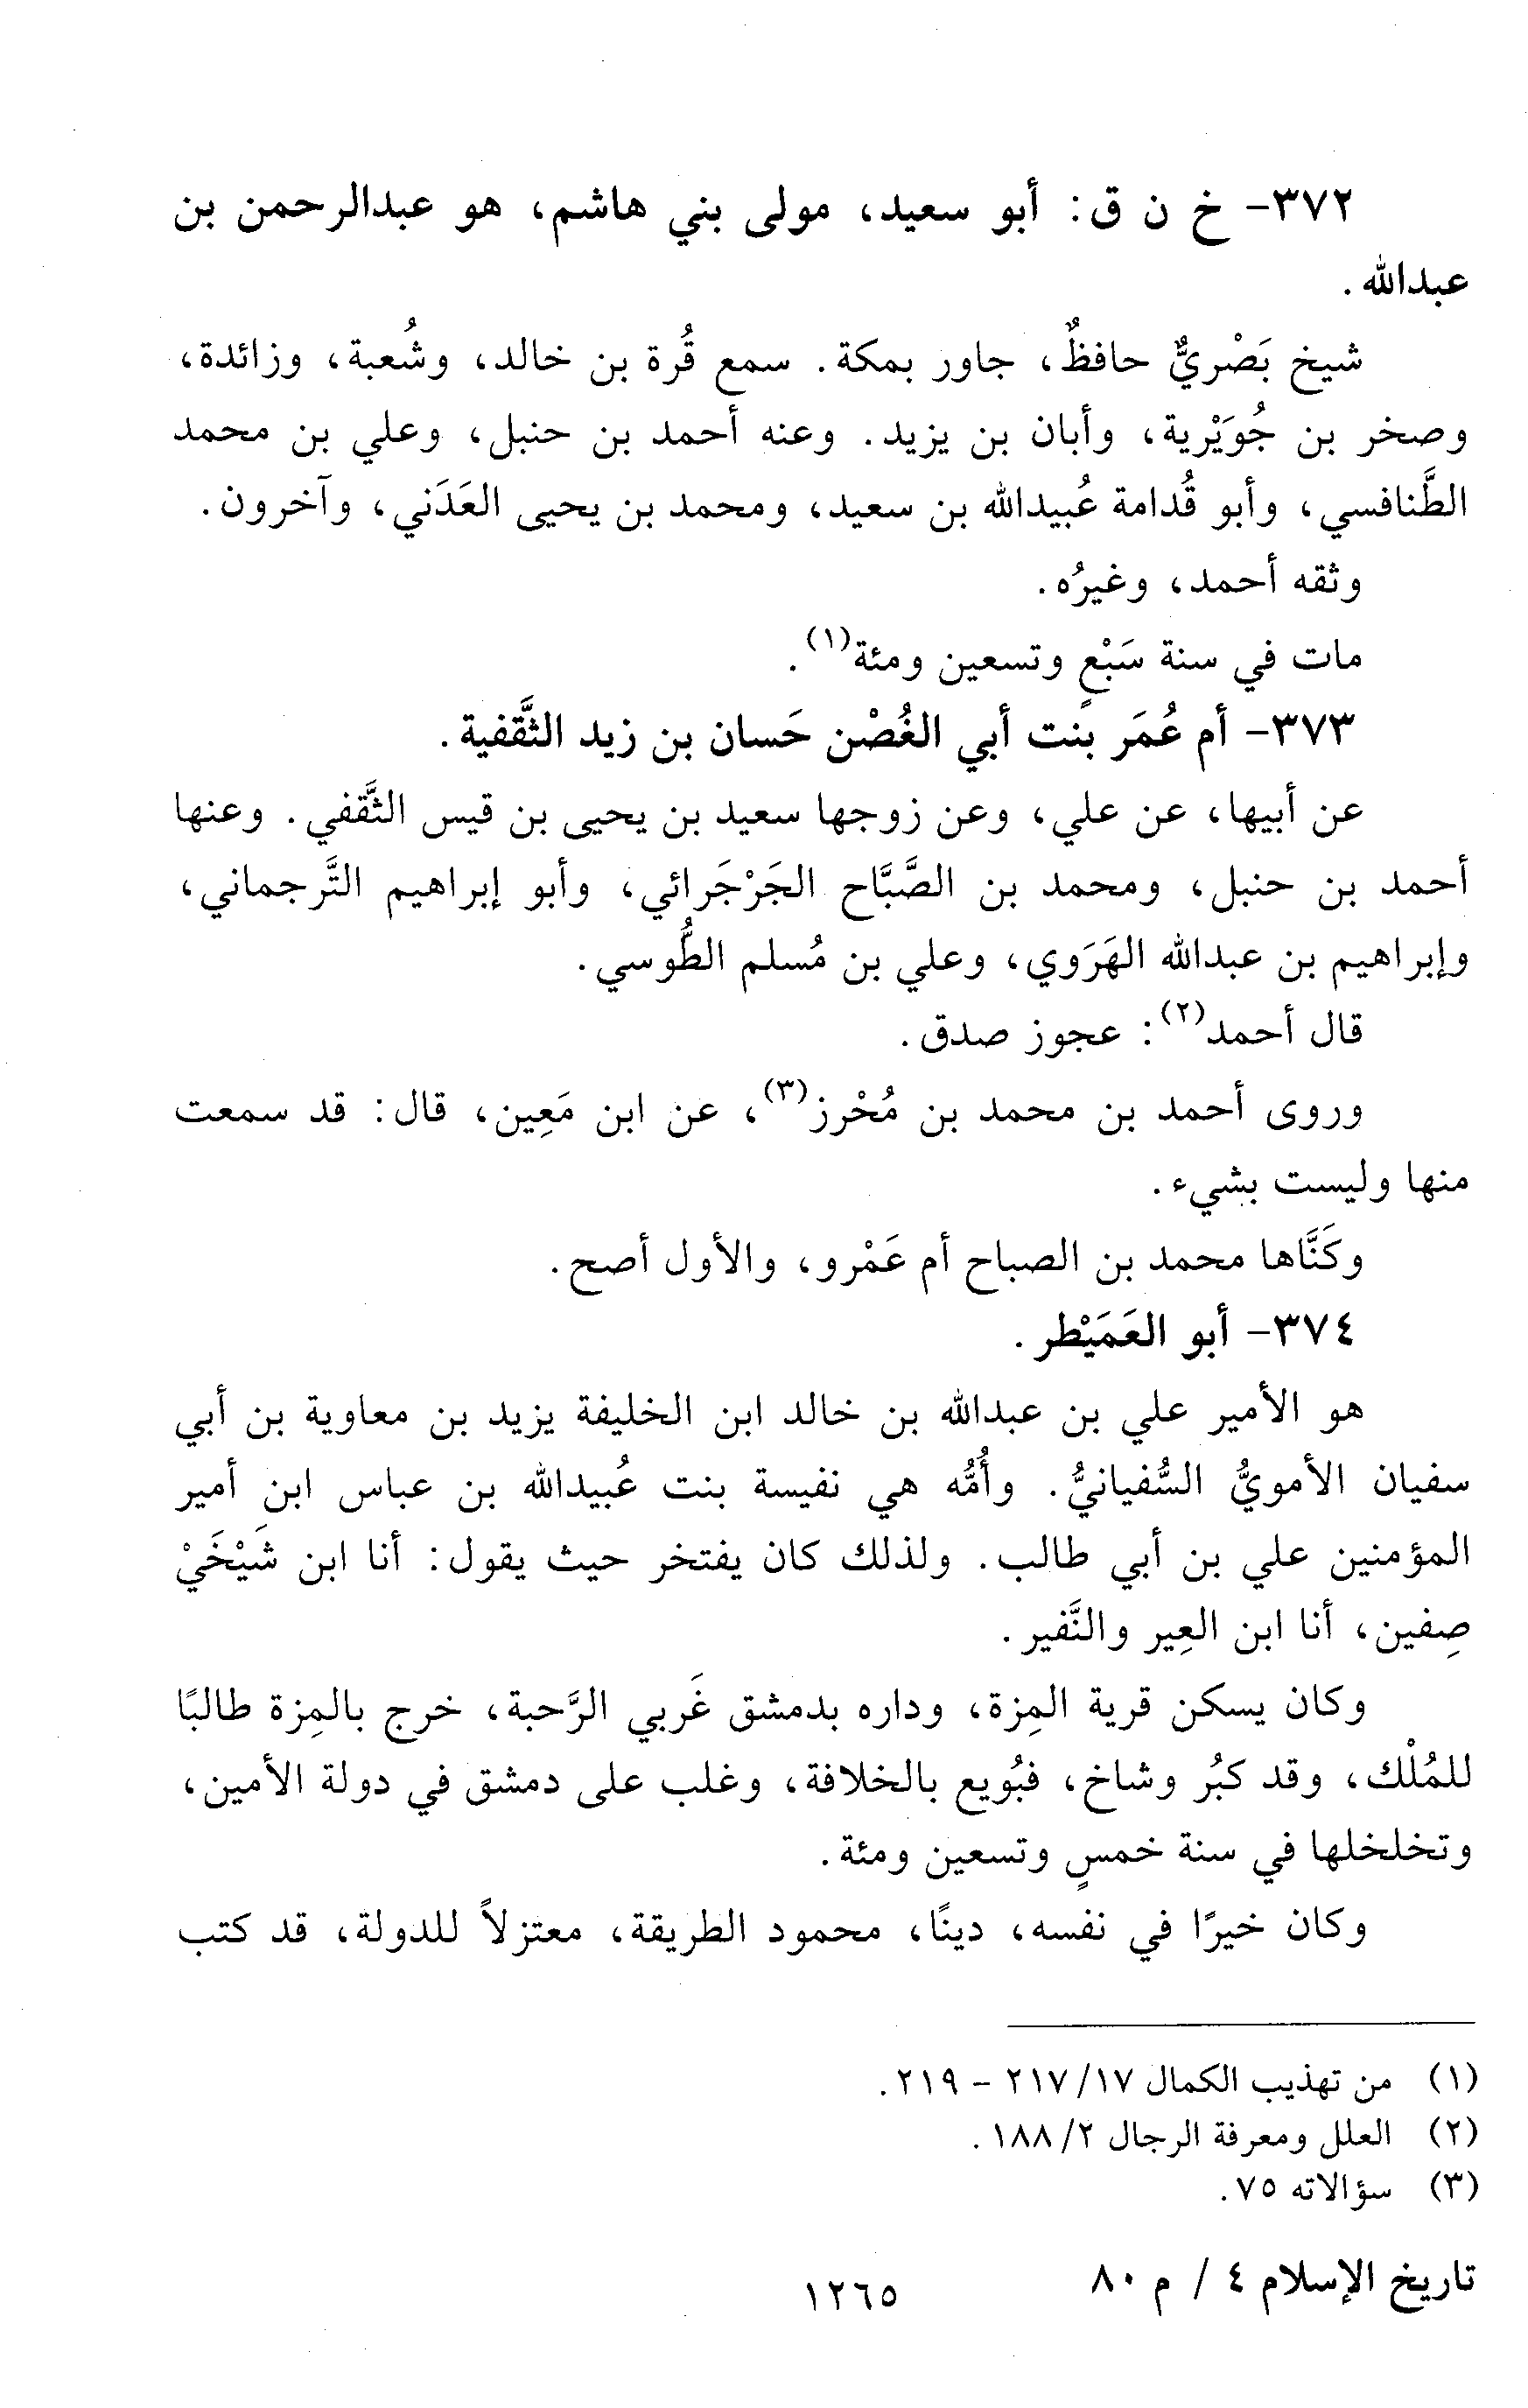 ٣٧٢- خ ن ق: أبو سعيد، مولى بني هاشم، هو عبدالرحمن بن
عبدالله.
شيخ بَصْريٌّ حافظٌ، جاور بمكة. سمع قُرة بن خالد، وشُعبة، وزائدة،
وصخر بن جُوَيْرية، وأبان بن يزيد. وعنه أحمد بن حنبل، وعلي بن محمد
الطَّنافسي، وأبو قُدامة عُبيدالله بن سعيد، ومحمد بن يحيى العَدَني، وآخرون.
وثقه أحمد، وغيرُه.
مات في سنة سَبْعٍ وتسعين ومئة(١).
٣٧٣- أم عُمَر بنت أبي الغُصْن حَسان بن زيد الثَّقفية.
عن أبيها، عن علي، وعن زوجها سعيد بن يحيى بن قيس الثَّقفي. وعنها
أحمد بن حنبل، ومحمد بن الصَّبَّاح الجَرْجَرائي، وأبو إبراهيم التَّرجماني،
وإبراهيم بن عبدالله الهَرَوي، وعلي بن مُسلم الطُّوسي.
قال أحمد(٢): عجوز صدق.
وروى أحمد بن محمد بن مُحْرز(٣)، عن ابن مَعِين، قال: قد سمعت
منها وليست بشيء.
وكَنَّاها محمد بن الصباح أم عَمْرو، والأول أصح.
٣٧٤- أبو العَمَيْطر.
هو الأمير علي بن عبدالله بن خالد ابن الخليفة يزيد بن معاوية بن أبي
سفيان الأمويُّ السُّفيانيُّ. وأُمُّه هي نفيسة بنت عُبيدالله بن عباس ابن أمير
المؤمنين علي بن أبي طالب. ولذلك كان يفتخر حيث يقول: أنا ابن شَيْخَيْ
صِفين، أنا ابن العِير والنَّفير.
وكان يسكن قرية المِزة، وداره بدمشق غَربي الرَّحبة، خرج بالمِزة طالبًا
للمُلْك، وقد كبُر وشاخ، فبُويع بالخلافة، وغلب على دمشق في دولة الأمين،
وتخلخلها في سنة خمسٍ وتسعين ومئة.
وكان خيرًا في نفسه، دينًا، محمود الطريقة، معتزلاً للدولة، قد كتب
(١) من تهذيب الكمال ١٧/ ٢١٧ - ٢١٩.
(٢) العلل ومعرفة الرجال ٢/ ١٨٨.
(٣) سؤالاته ٧٥.
تاريخ الإسلام ٤ / م ٨٠
١٢٦٥